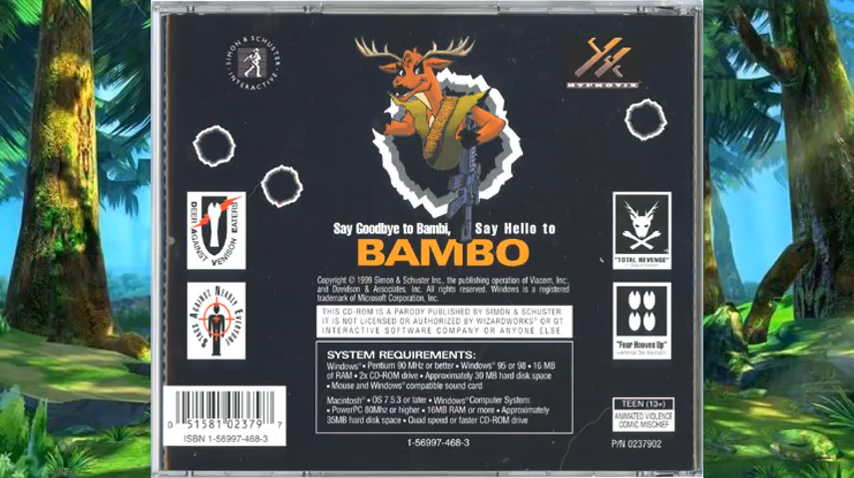 SIMON & SCHUSTER
INTERACTIVE
HYPNOTIX
DEER AGAINST VENISON EATERS
Say Goodbye to Bambi, Say Hello to
BAMBO
"TOTAL REVENGE"
STAGS AGAINST NEARLY EVERYONE
"Four Hooves Up"
Copyright © 1999 Simon & Schuster Inc., the publishing operation of Viacom, Inc.,
and Davidson & Associates, Inc. All rights reserved. Windows is a registered
trademark of Microsoft Corporation, Inc.
THIS CD-ROM IS A PARODY PUBLISHED BY SIMON & SCHUSTER.
IT IS NOT LICENSED OR AUTHORIZED BY WIZARDWORKS® OR GT
INTERACTIVE SOFTWARE COMPANY OR ANYONE ELSE.
SYSTEM REQUIREMENTS:
Windows® • Pentium 90 MHz or better • Windows® 95 or 98 • 16 MB
of RAM • 2x CD-ROM drive • Approximately 30 MB hard disk space
• Mouse and Windows® compatible sound card
Macintosh® • OS 7.5.3 or later • Windows® Computer System:
• PowerPC 80Mhz or higher • 16MB RAM or more • Approximately
35MB hard disk space • Quad speed or faster CD-ROM drive
1-56997-468-3
0 51581 02379 7
ISBN 1-56997-468-3
TEEN (13+)
ANIMATED VIOLENCE
COMIC MISCHIEF
P/N 0237902